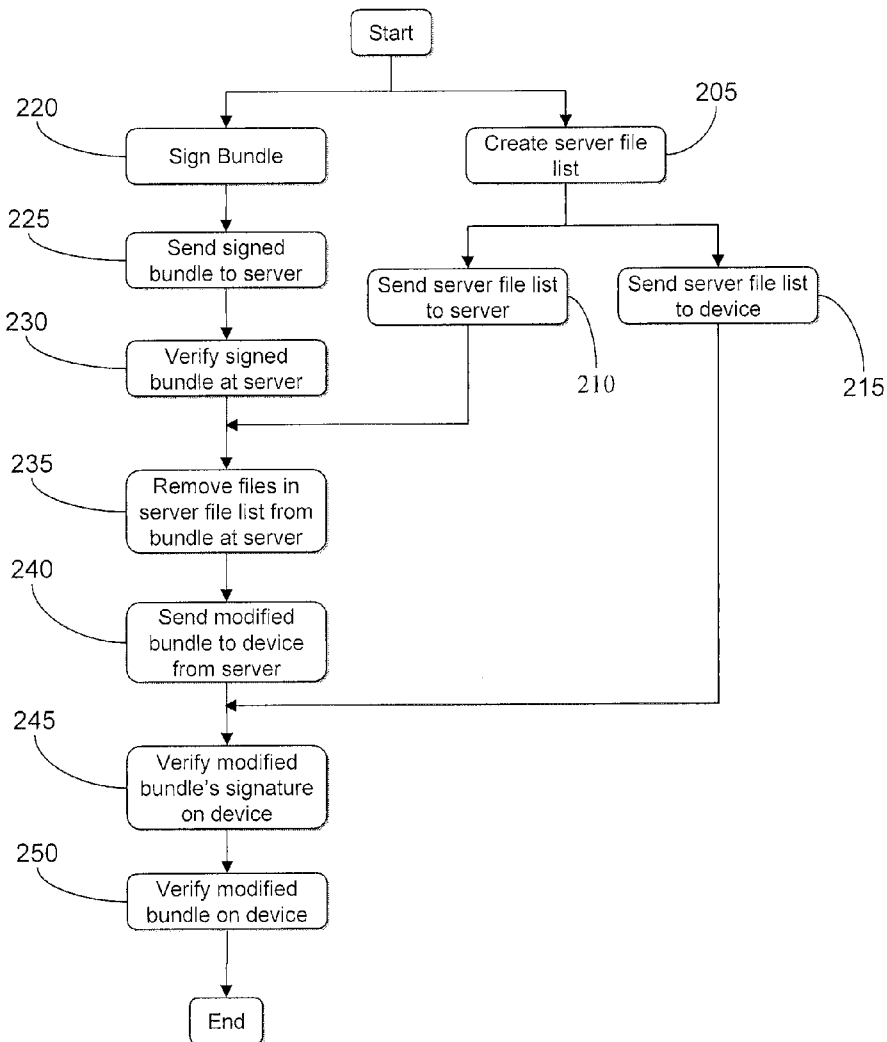 Start
220
Sign Bundle
205
Create server file
list
225
Send signed
bundle to server
Send server file list
to server
Send server file list
to device
230
Verify signed
bundle at server
210
215
235
Remove files in
server file list from
bundle at server
240
Send modified
bundle to device
from server
245
Verify modified
bundle's signature
on device
250
Verify modified
bundle on device
End